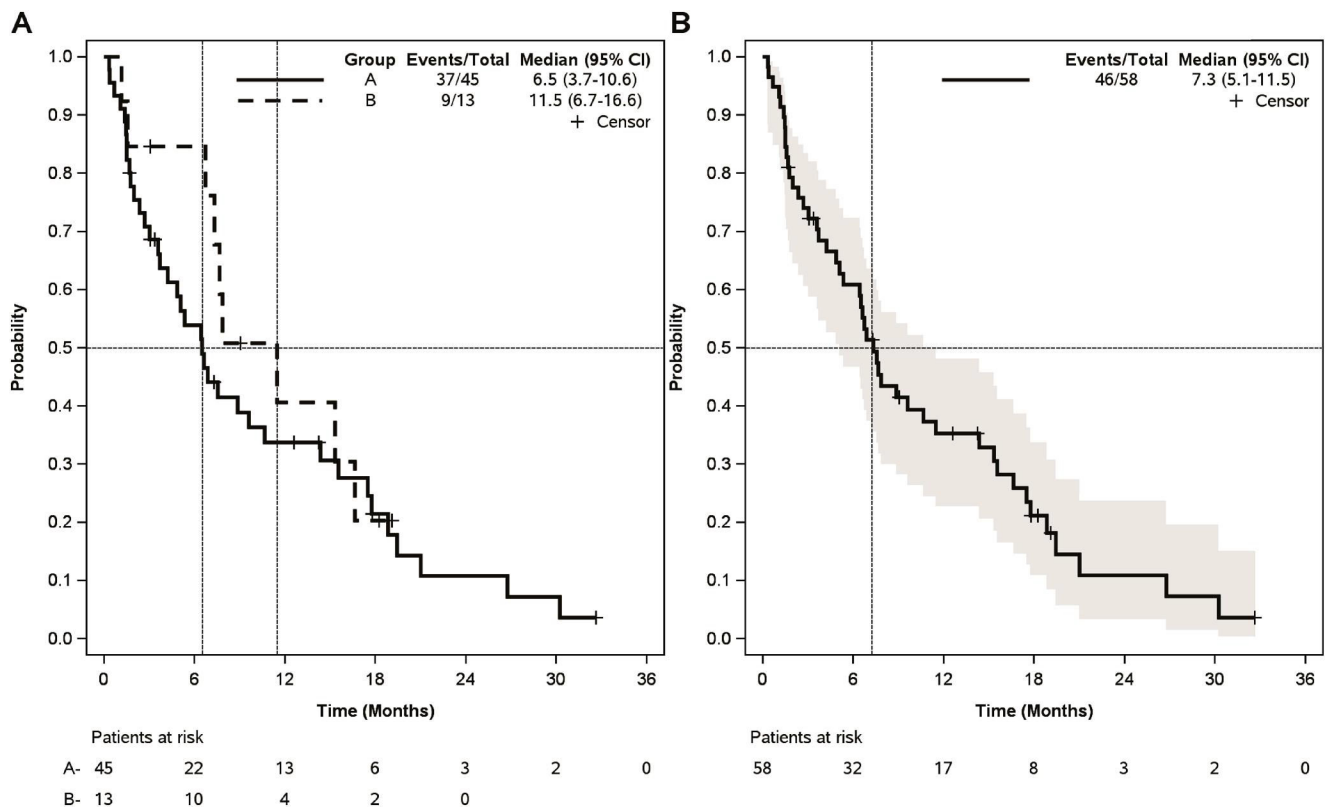 A
Group Events/Total Median (95% CI)
A 37/45 6.5 (3.7-10.6)
B 9/13 11.5 (6.7-16.6)
+ Censor
1.0
0.9
0.8
0.7
0.6
0.5
0.4
0.3
0.2
0.1
0.0
Probability
0 6 12 18 24 30 36
Time (Months)
Patients at risk
A- 45 22 13 6 3 2 0
B- 13 10 4 2 0
B
Events/Total Median (95% CI)
46/58 7.3 (5.1-11.5)
+ Censor
1.0
0.9
0.8
0.7
0.6
0.5
0.4
0.3
0.2
0.1
0.0
Probability
0 6 12 18 24 30 36
Time (Months)
Patients at risk
58 32 17 8 3 2 0